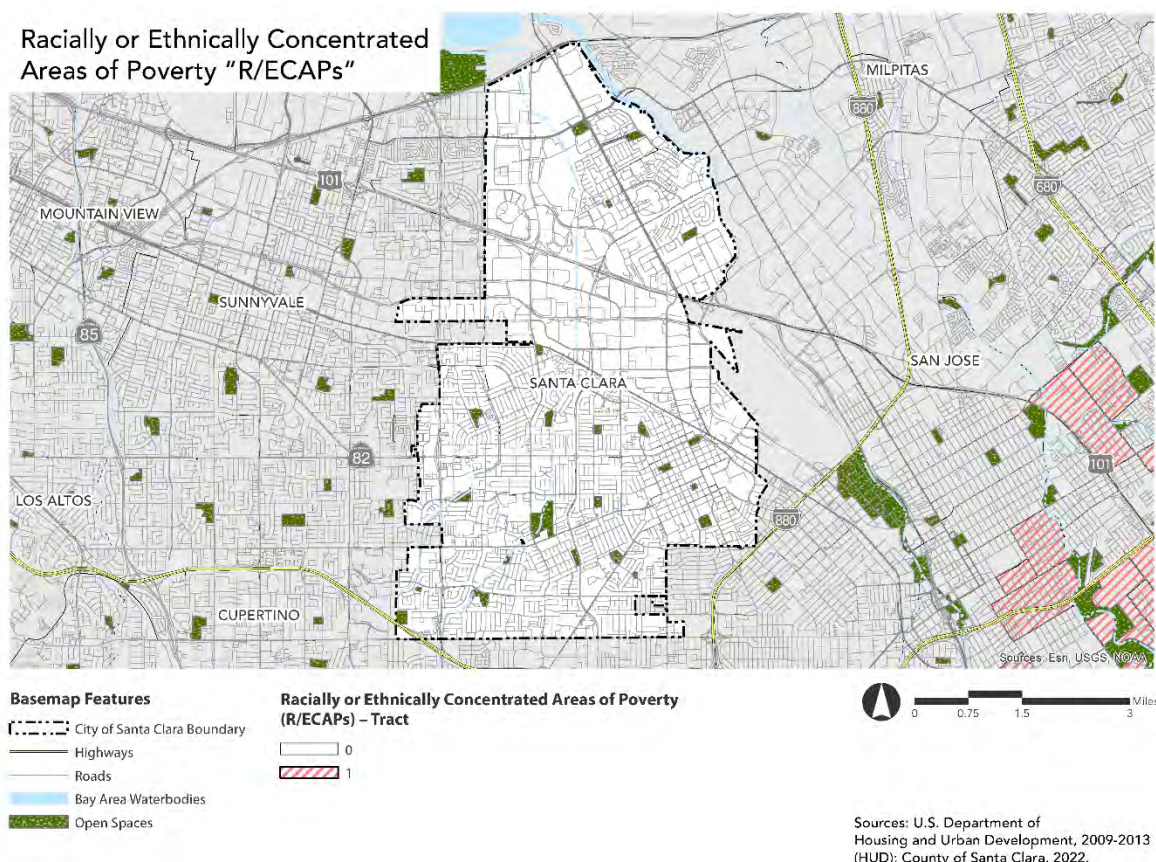 Racially or Ethnically Concentrated
Areas of Poverty "R/ECAPs"
MILPITAS
880
680
101
MOUNTAIN VIEW
SUNNYVALE
85
SAN JOSE
SANTA CLARA
82
101
LOS ALTOS
880
CUPERTINO
Sources: Esri, USGS, NOAA
Basemap Features
City of Santa Clara Boundary
Highways
Roads
Bay Area Waterbodies
Open Spaces
Racially or Ethnically Concentrated Areas of Poverty
(R/ECAPs) – Tract
0
1
Miles
0 0.75 1.5 3
Sources: U.S. Department of
Housing and Urban Development, 2009-2013
(HUD); County of Santa Clara, 2022.